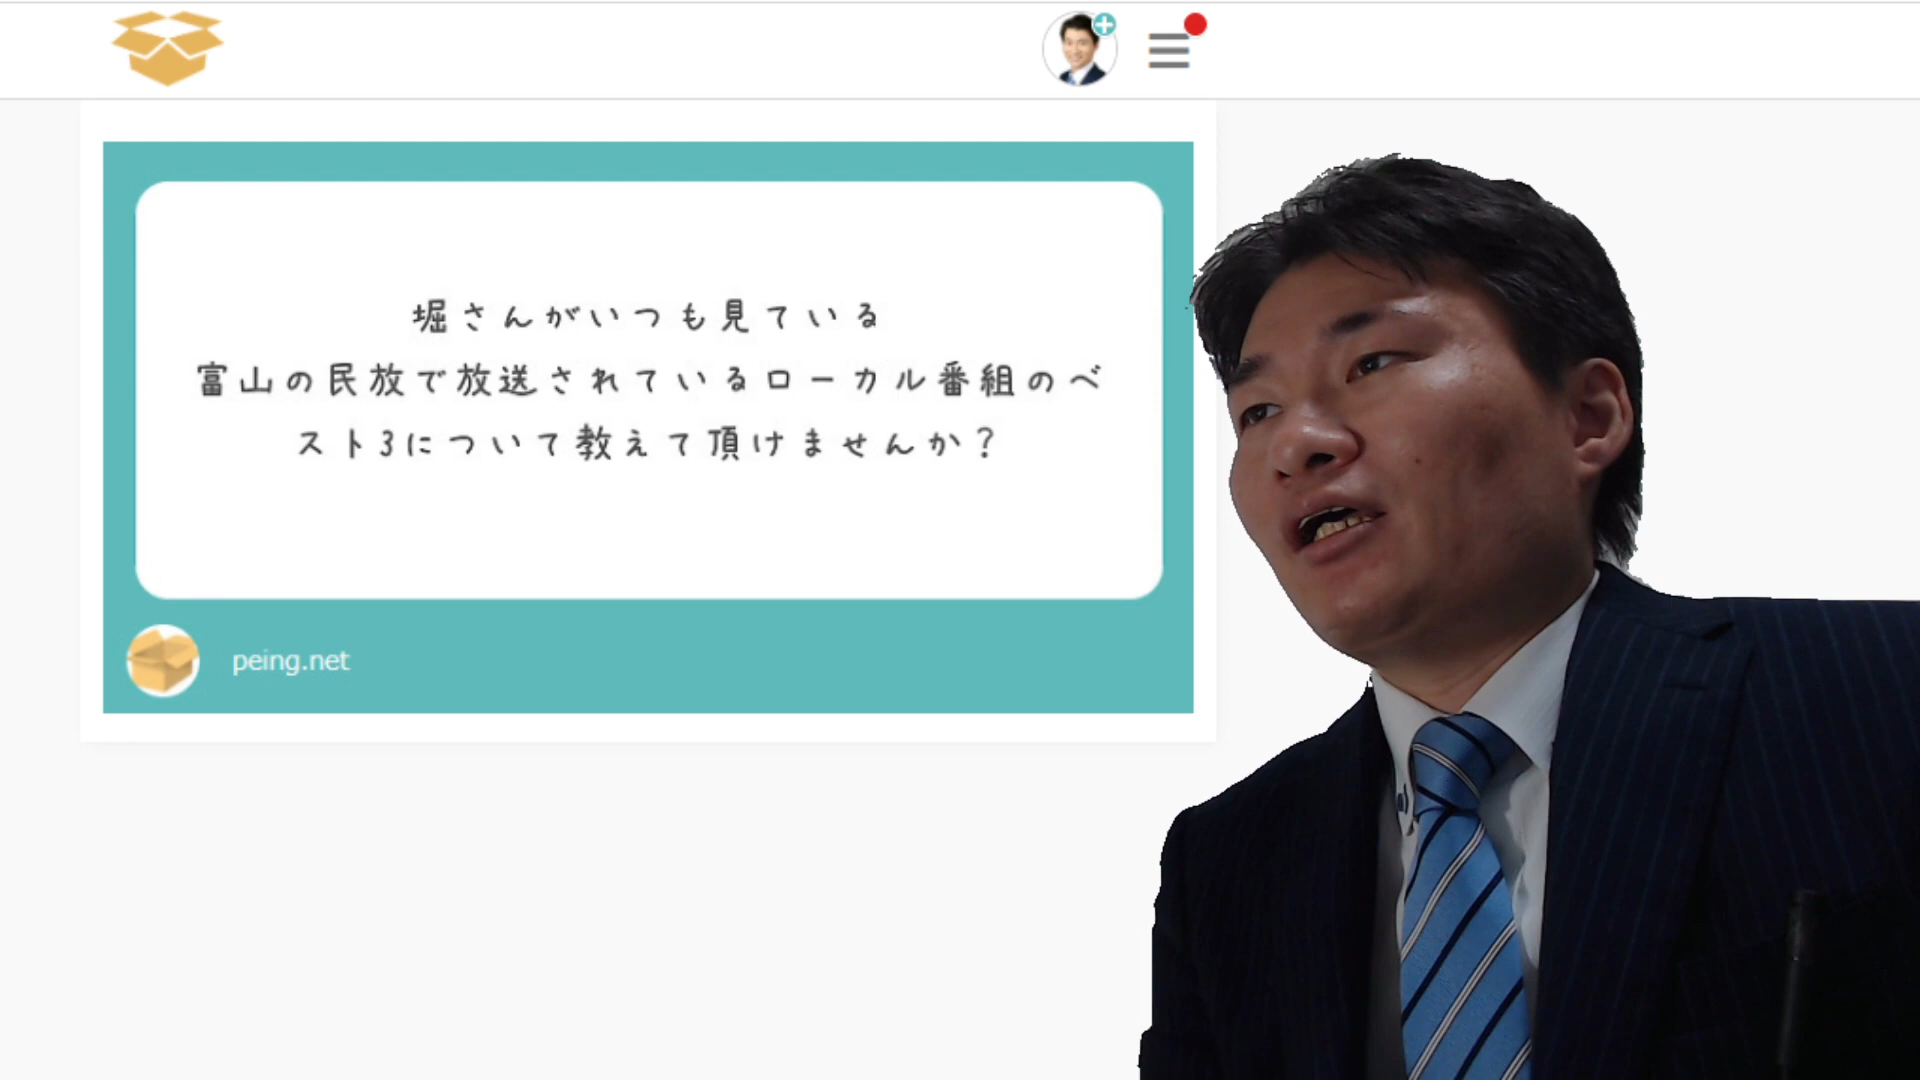 堀さんがいつも見ている
富山の民放で放送されているローカル番組のベ
スト3について教えて頂けませんか？
peing.net